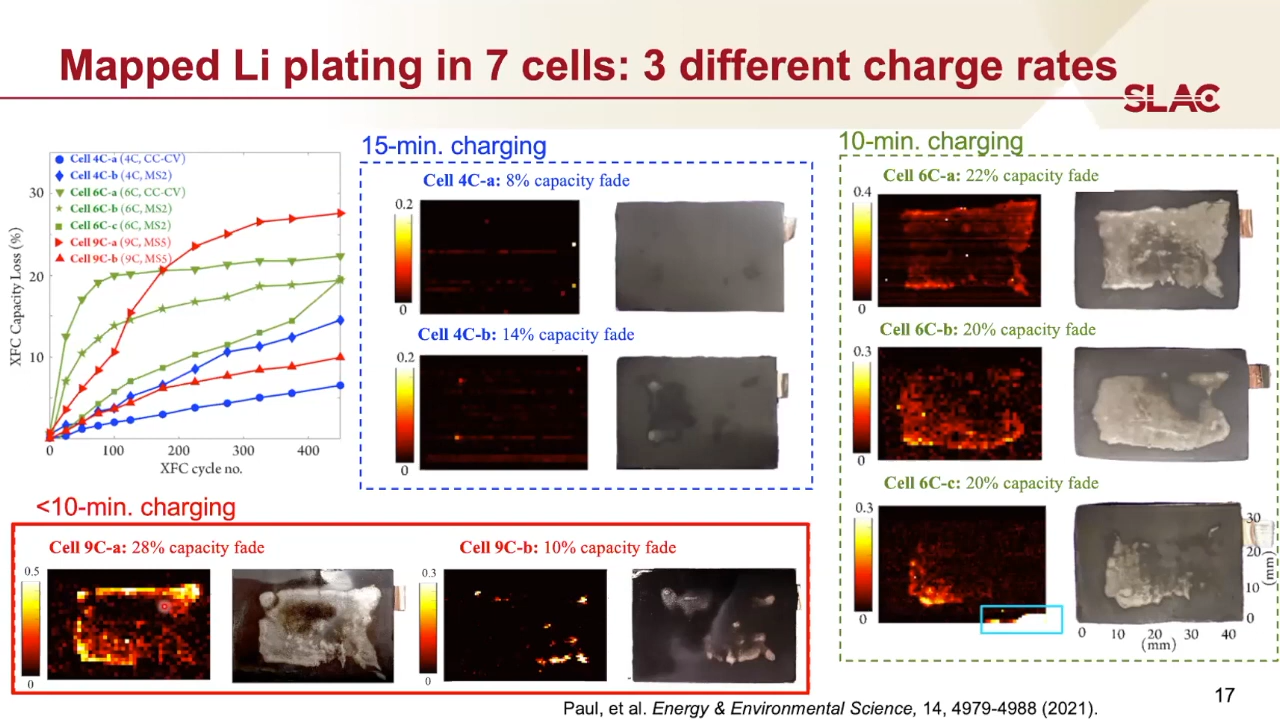 Mapped Li plating in 7 cells: 3 different charge rates
SLAC
Cell 4C-a (4C, CC-CV)
Cell 4C-b (4C, MS2)
Cell 6C-a (6C, CC-CV)
Cell 6C-b (6C, MS2)
Cell 6C-c (6C, MS2)
Cell 9C-a (9C, MS5)
Cell 9C-b (9C, MS5)
XFC Capacity Loss (%)
30
20
10
0
0 100 200 300 400
XFC cycle no.
15-min. charging
Cell 4C-a: 8% capacity fade
0.2
0
Cell 4C-b: 14% capacity fade
0.2
0
10-min. charging
Cell 6C-a: 22% capacity fade
0.4
0
Cell 6C-b: 20% capacity fade
0.3
0
Cell 6C-c: 20% capacity fade
0.3
0
30
20
10
0
(mm)
0 10 20 30 40
(mm)
<10-min. charging
Cell 9C-a: 28% capacity fade
0.5
0
Cell 9C-b: 10% capacity fade
0.3
0
Paul, et al. Energy & Environmental Science, 14, 4979-4988 (2021).
17